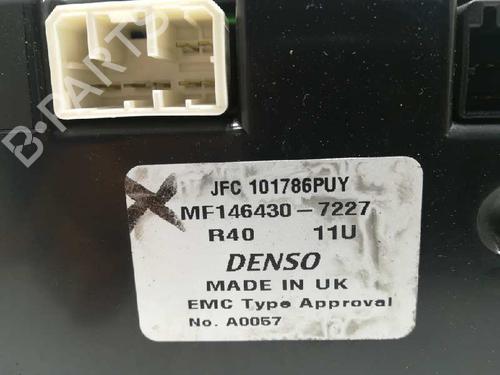 B-PARTS
JFC 101786PUY
MF146430-7227
R40 11U
DENSO
MADE IN UK
EMC Type Approval
No. A0057